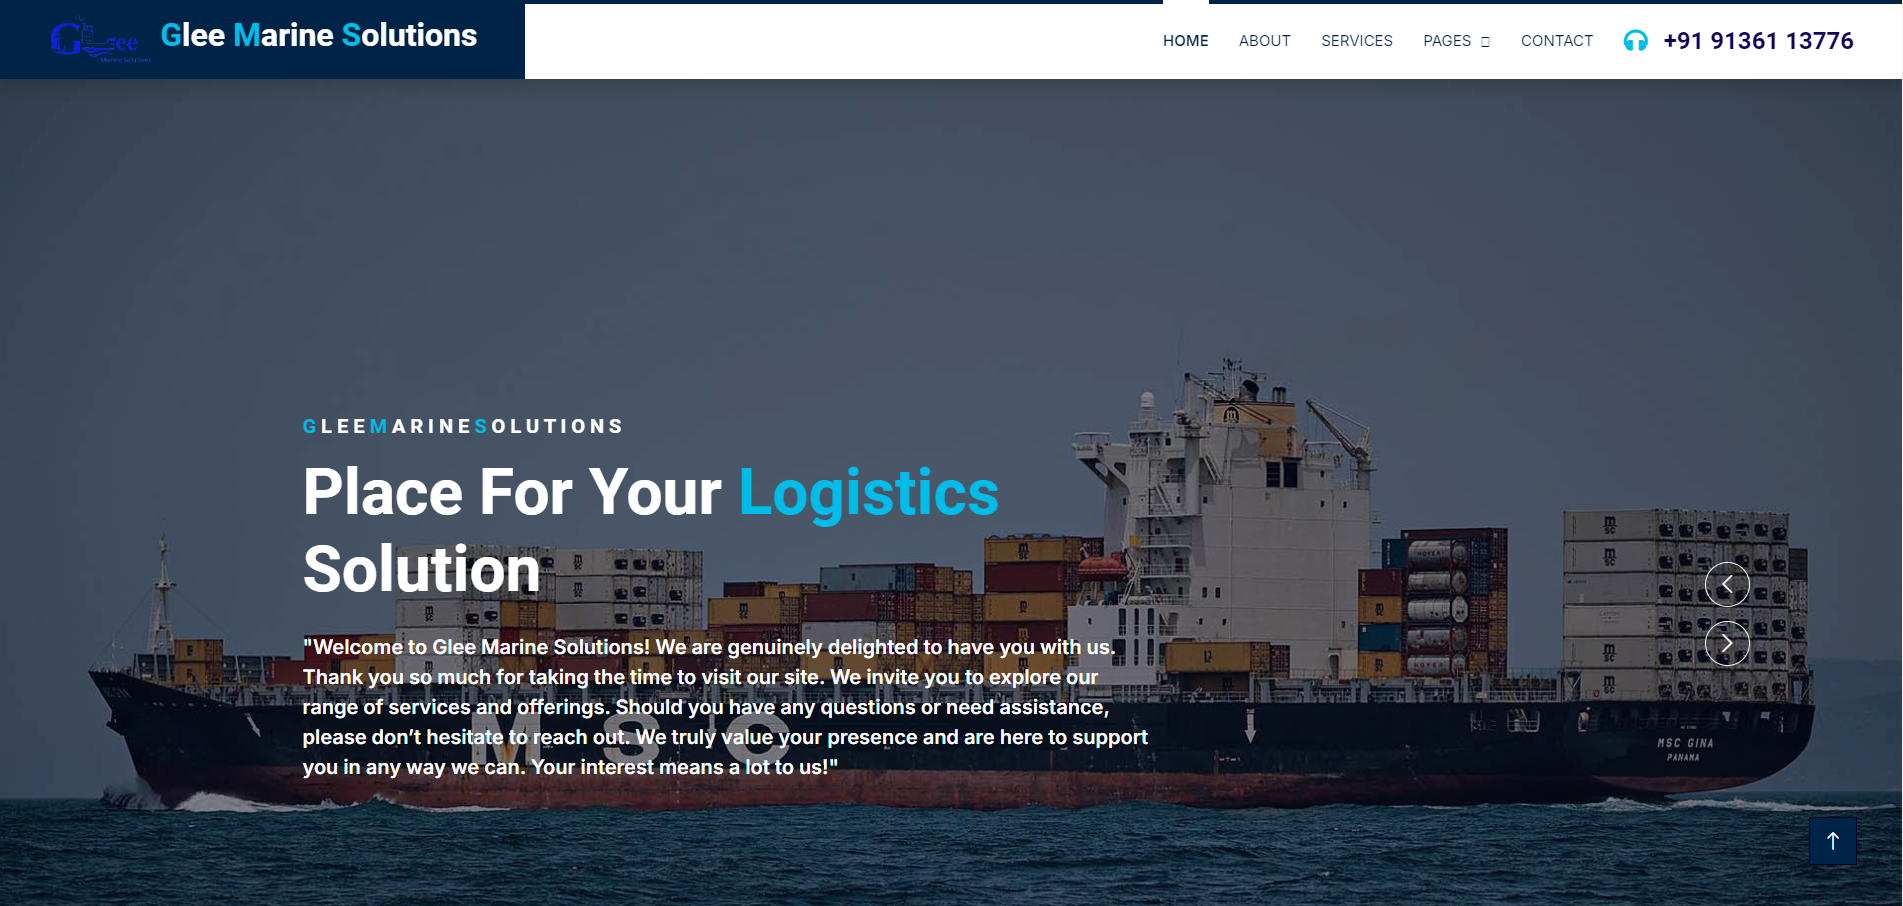 Glee
Marine Solutions
Glee Marine Solutions
HOME ABOUT SERVICES PAGES CONTACT +91 91361 13776
GLEEMARINESOLUTIONS
Place For Your Logistics
Solution
"Welcome to Glee Marine Solutions! We are genuinely delighted to have you with us.
Thank you so much for taking the time to visit our site. We invite you to explore our
range of services and offerings. Should you have any questions or need assistance,
please don’t hesitate to reach out. We truly value your presence and are here to support
you in any way we can. Your interest means a lot to us!"
MSC
MSC GINA
PANAMA